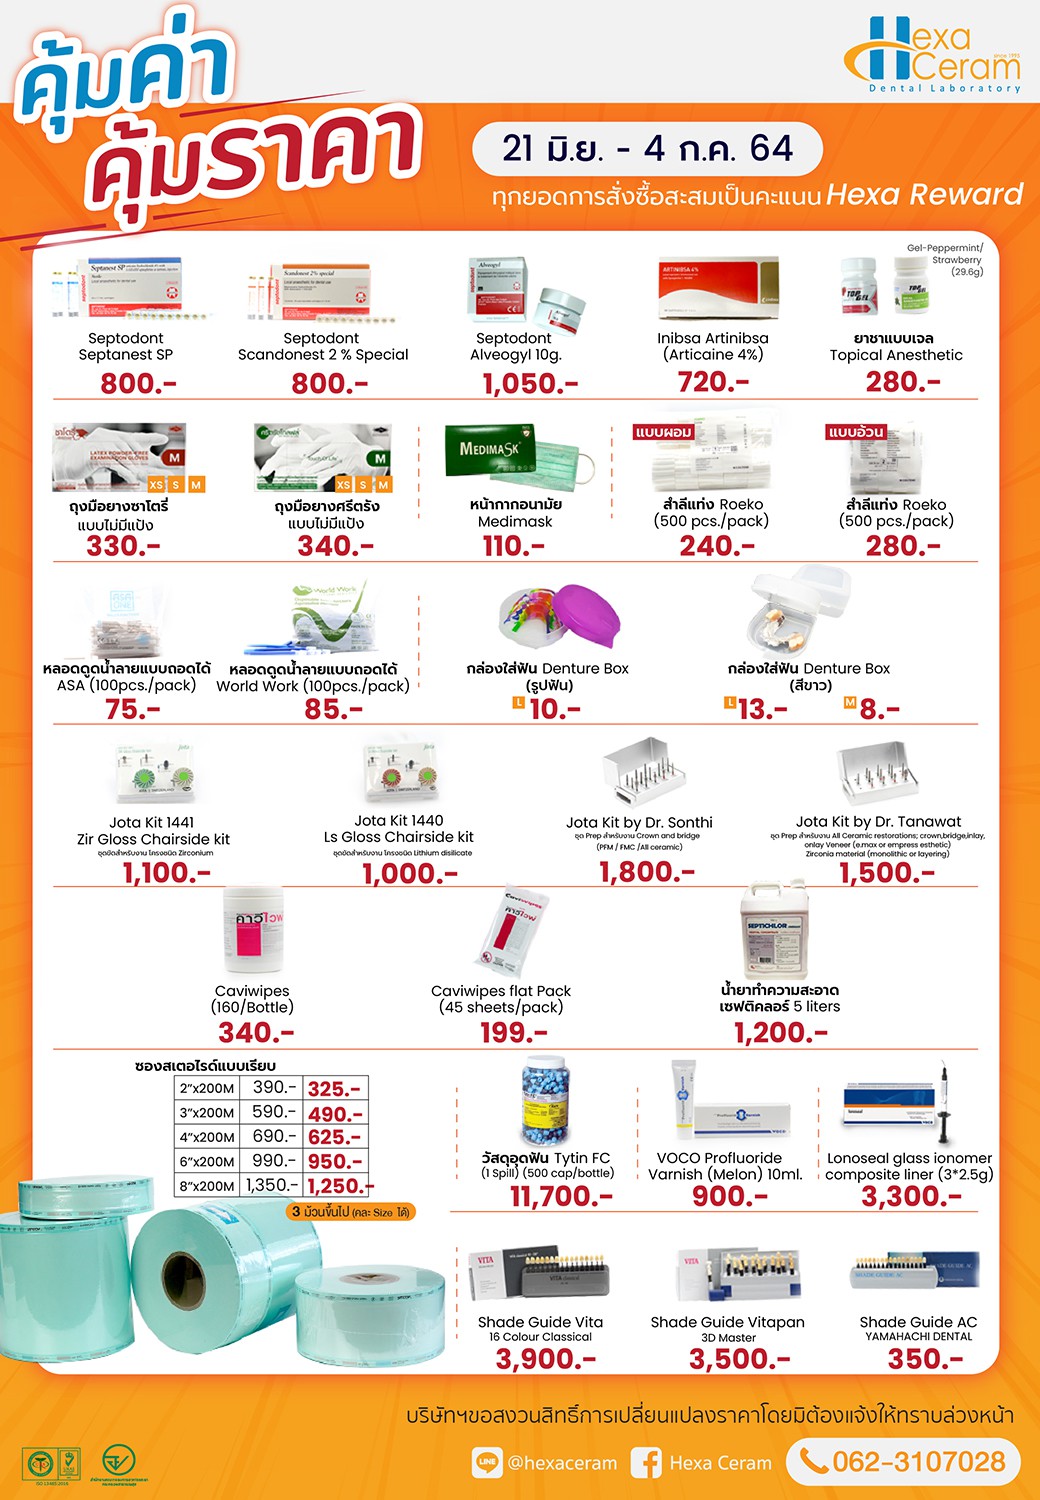 คุ้มค่า
คุ้มราคา
Hexa
Ceram
since 1995
Dental Laboratory
21 มิ.ย. - 4 ก.ค. 64
ทุกยอดการสั่งซื้อสะสมเป็นคะแนน Hexa Reward
Gel-Peppermint/
Strawberry
(29.6g)
Septodont
Septanest SP
800.-
Septodont
Scandonest 2 % Special
800.-
Septodont
Alveogyl 10g.
1,050.-
Inibsa Artinibsa
(Articaine 4%)
720.-
ยาชาแบบเจล
Topical Anesthetic
280.-
M
XS S M
ถุงมือยางซาโตรี่
แบบไม่มีแป้ง
330.-
M
XS S M
ถุงมือยางศรีตรัง
แบบไม่มีแป้ง
340.-
MEDIMASK
หน้ากากอนามัย
Medimask
110.-
แบบผอม
สำลีแท่ง Roeko
(500 pcs./pack)
240.-
แบบอ้วน
สำลีแท่ง Roeko
(500 pcs./pack)
280.-
หลอดดูดน้ำลายแบบถอดได้
ASA (100pcs./pack)
75.-
หลอดดูดน้ำลายแบบถอดได้
World Work (100pcs./pack)
85.-
กล่องใส่ฟัน Denture Box
(รูปฟัน)
L 10.-
กล่องใส่ฟัน Denture Box
(สีขาว)
L 13.- M 8.-
Jota Kit 1441
Zir Gloss Chairside kit
ชุดขัดสำหรับงาน โครงชนิด Zirconium
1,100.-
Jota Kit 1440
Ls Gloss Chairside kit
ชุดขัดสำหรับงาน โครงชนิด Lithium disilicate
1,000.-
Jota Kit by Dr. Sonthi
ชุด Prep สำหรับงาน Crown and bridge
(PFM / FMC /All ceramic)
1,800.-
Jota Kit by Dr. Tanawat
ชุด Prep สำหรับงาน All Ceramic restorations; crown,bridge,inlay,
onlay Veneer (e.max or empress esthetic)
Zirconia material (monolithic or layering)
1,500.-
Caviwipes
(160/Bottle)
340.-
Caviwipes flat Pack
(45 sheets/pack)
199.-
SEPTICHLOR
น้ำยาทำความสะอาด
เซฟติคลอร์ 5 liters
1,200.-
ซองสเตอไรด์แบบเรียบ
2"x200M 390.- 325.-
3"x200M 590.- 490.-
4"x200M 690.- 625.-
6"x200M 990.- 950.-
8"x200M 1,350.- 1,250.-
3 ม้วนขึ้นไป (คละ Size ได้)
วัสดุอุดฟัน Tytin FC
(1 Spill) (500 cap/bottle)
11,700.-
VOCO Profluoride
Varnish (Melon) 10ml.
900.-
Lonoseal glass ionomer
composite liner (3*2.5g)
3,300.-
Shade Guide Vita
16 Colour Classical
3,900.-
Shade Guide Vitapan
3D Master
3,500.-
Shade Guide AC
YAMAHACHI DENTAL
350.-
บริษัทฯขอสงวนสิทธิ์การเปลี่ยนแปลงราคาโดยมิต้องแจ้งให้ทราบล่วงหน้า
LINE @hexaceram
Hexa Ceram
062-3107028